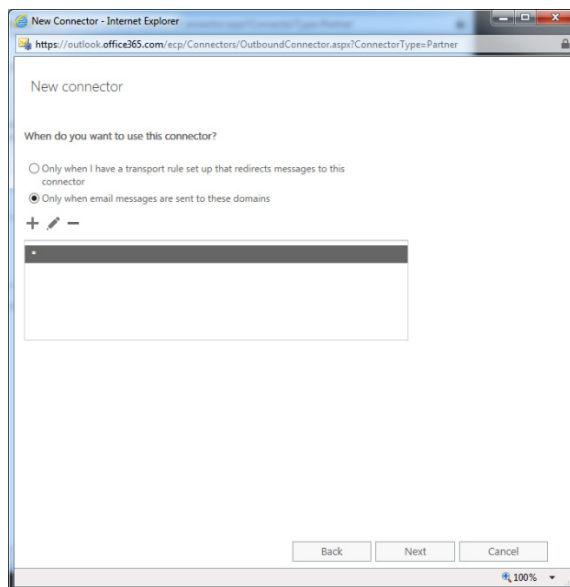 New Connector - Internet Explorer
https://outlook.office365.com/ecp/Connectors/OutboundConnector.aspx?ConnectorType=Partner
New connector
When do you want to use this connector?
Only when I have a transport rule set up that redirects messages to this
connector
Only when email messages are sent to these domains
*
Back Next Cancel
100%